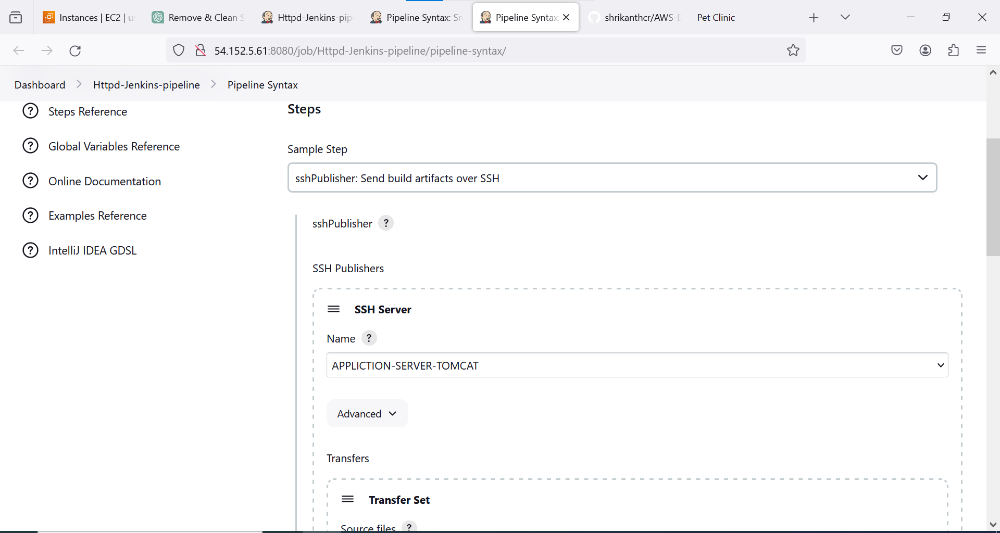 Instances | EC2 | us
Remove & Clean S
Httpd-Jenkins-pip
Pipeline Syntax: Sn
Pipeline Syntax:
shrikanthcr/AWS-D
Pet Clinic
54.152.5.61:8080/job/Httpd-Jenkins-pipeline/pipeline-syntax/
Dashboard > Httpd-Jenkins-pipeline > Pipeline Syntax
? Steps Reference
? Global Variables Reference
? Online Documentation
? Examples Reference
? IntelliJ IDEA GDSL
Steps
Sample Step
sshPublisher: Send build artifacts over SSH
sshPublisher ?
SSH Publishers
SSH Server
Name ?
APPLICTION-SERVER-TOMCAT
Advanced
Transfers
Transfer Set
Source files ?